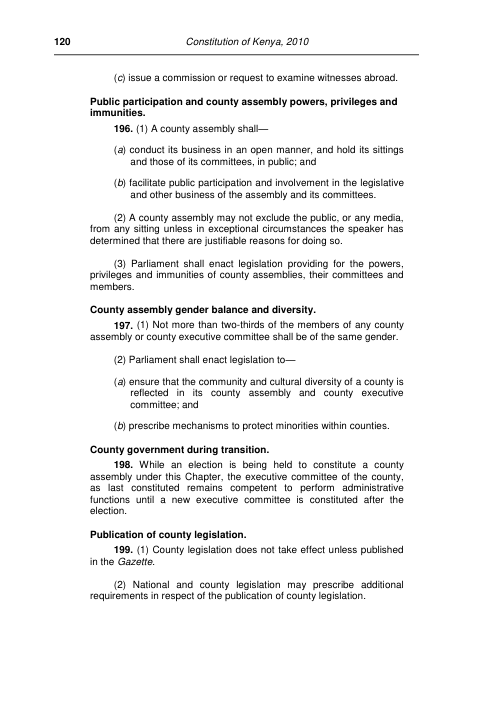 120 Constitution of Kenya, 2010
(c) issue a commission or request to examine witnesses abroad.
Public participation and county assembly powers, privileges and
immunities.
196. (1) A county assembly shall—
(a) conduct its business in an open manner, and hold its sittings
and those of its committees, in public; and
(b) facilitate public participation and involvement in the legislative
and other business of the assembly and its committees.
(2) A county assembly may not exclude the public, or any media,
from any sitting unless in exceptional circumstances the speaker has
determined that there are justifiable reasons for doing so.
(3) Parliament shall enact legislation providing for the powers,
privileges and immunities of county assemblies, their committees and
members.
County assembly gender balance and diversity.
197. (1) Not more than two-thirds of the members of any county
assembly or county executive committee shall be of the same gender.
(2) Parliament shall enact legislation to—
(a) ensure that the community and cultural diversity of a county is
reflected in its county assembly and county executive
committee; and
(b) prescribe mechanisms to protect minorities within counties.
County government during transition.
198. While an election is being held to constitute a county
assembly under this Chapter, the executive committee of the county,
as last constituted remains competent to perform administrative
functions until a new executive committee is constituted after the
election.
Publication of county legislation.
199. (1) County legislation does not take effect unless published
in the Gazette.
(2) National and county legislation may prescribe additional
requirements in respect of the publication of county legislation.